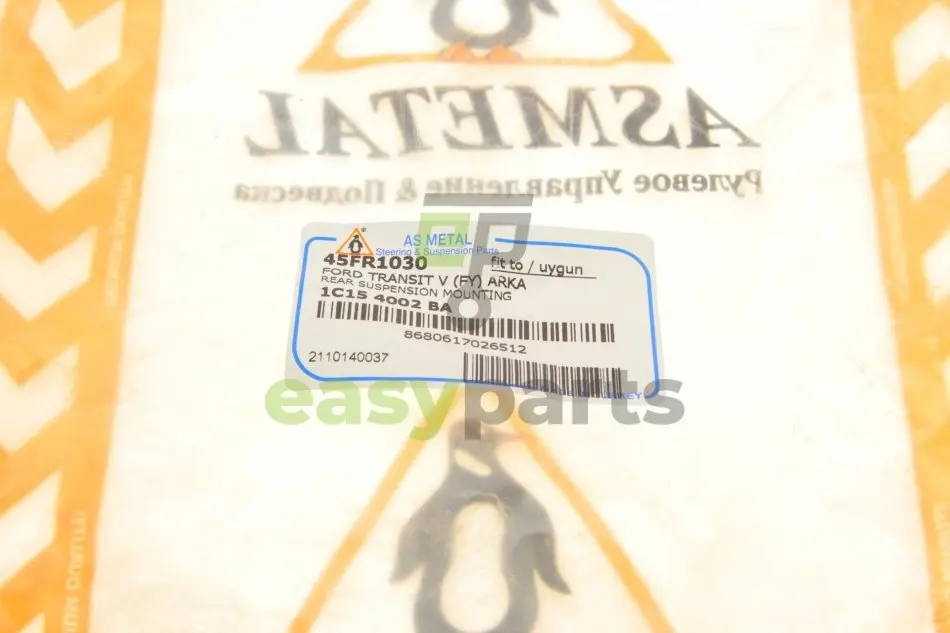 ASMETAL
Рулевое Управление & Подвеска
AS METAL
Steering & Suspension Parts
45FR1030
fit to / uygun
FORD TRANSIT V (FY) ARKA
REAR SUSPENSION MOUNTING
1C15 4002 BA
8680617026512
2110140037
easyparts